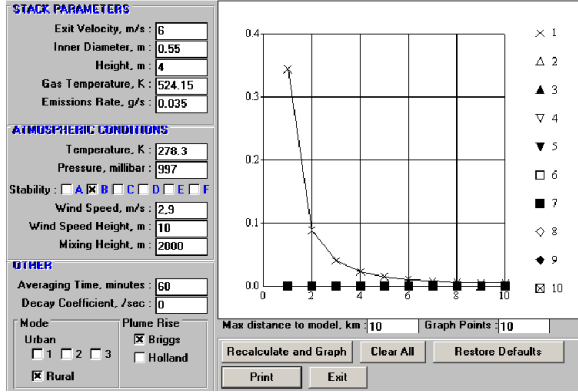 STACK PARAMETERS
Exit Velocity, m/s : 6
Inner Diameter, m : 0.55
Height, m : 4
Gas Temperature, K : 524.15
Emissions Rate, g/s : 0.035
ATMOSPHERIC CONDITIONS
Temperature, K : 278.3
Pressure, millibar : 997
Stability : A B C D E F
Wind Speed, m/s : 2,9
Wind Speed Height, m : 10
Mixing Height, m : 2000
OTHER
Averaging Time, minutes : 60
Decay Coefficient, /sec : 0
Mode
Urban
1 2 3
Rural
Plume Rise
Briggs
Holland
0.4
0.3
0.2
0.1
0.0
0 2 4 6 8 10
1
2
3
4
5
6
7
8
9
10
Max distance to model, km : 10 Graph Points : 10
Recalculate and Graph Clear All Restore Defaults
Print Exit